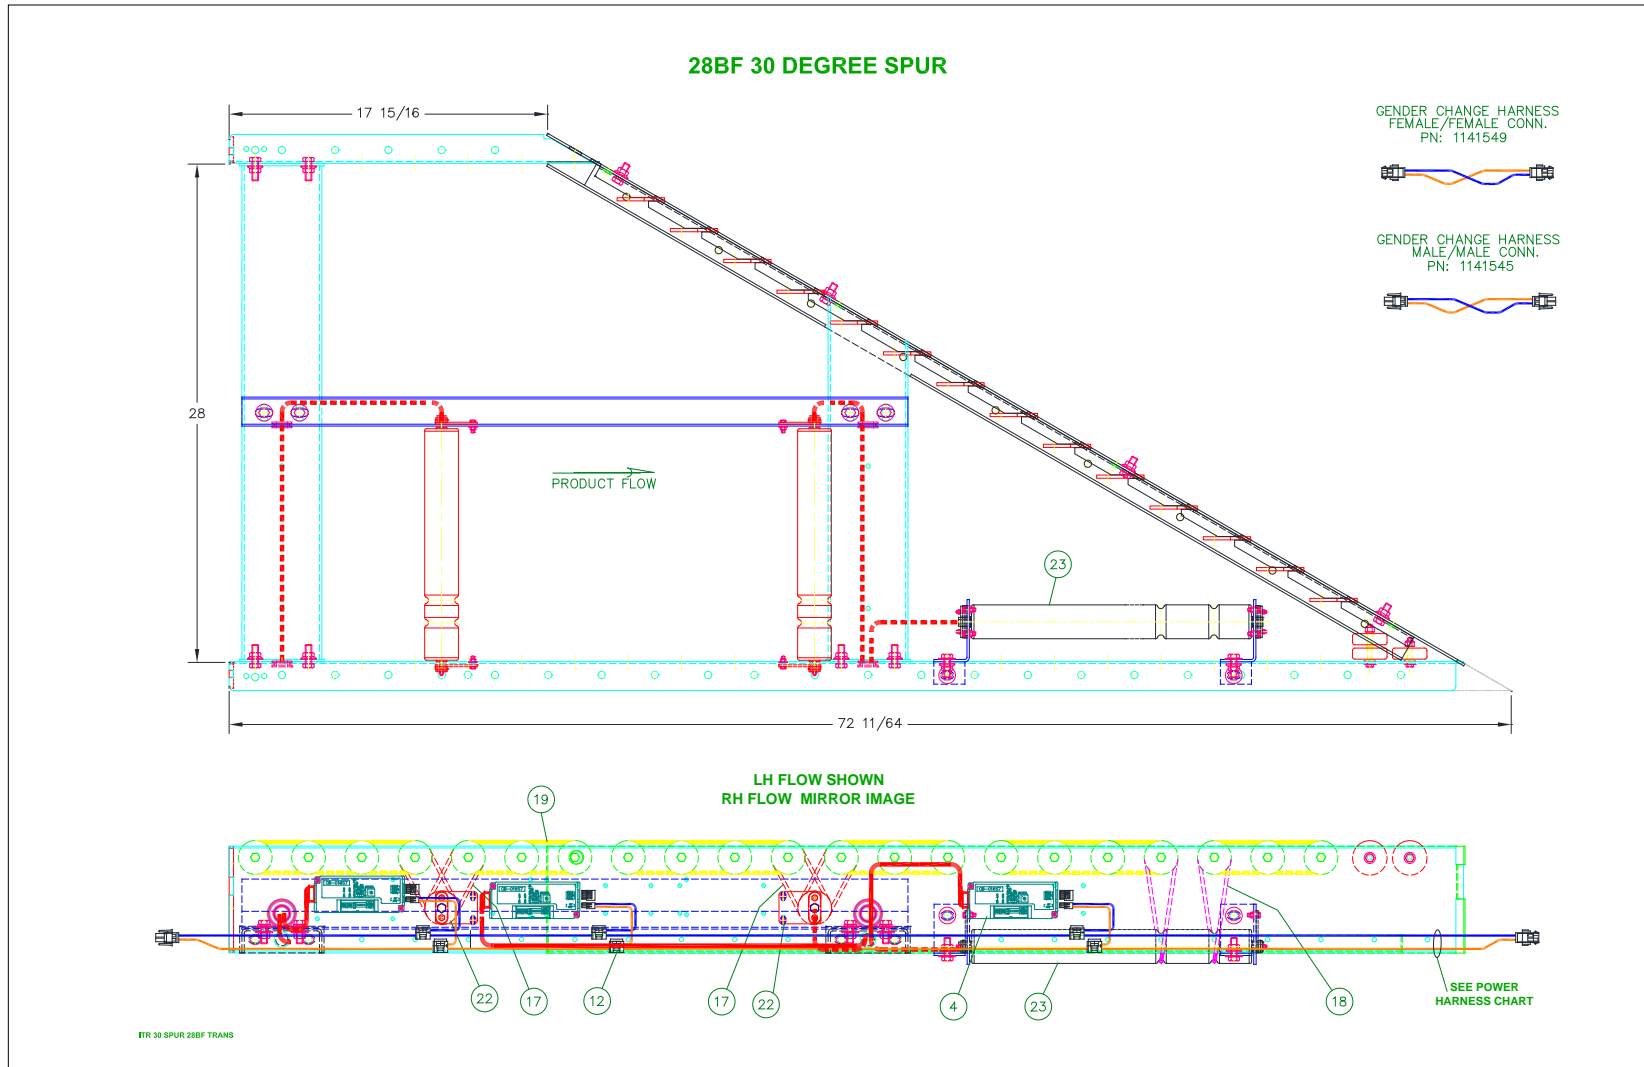 28BF 30 DEGREE SPUR
17 15/16
GENDER CHANGE HARNESS
FEMALE/FEMALE CONN.
PN: 1141549
GENDER CHANGE HARNESS
MALE/MALE CONN.
PN: 1141545
28
PRODUCT FLOW
23
72 11/64
LH FLOW SHOWN
RH FLOW MIRROR IMAGE
19
22
17
12
17
22
4
23
18
SEE POWER
HARNESS CHART
ITR 30 SPUR 28BF TRANS